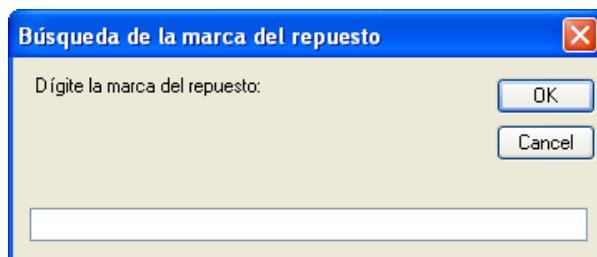 Búsqueda de la marca del repuesto
Dígite la marca del repuesto:
OK
Cancel